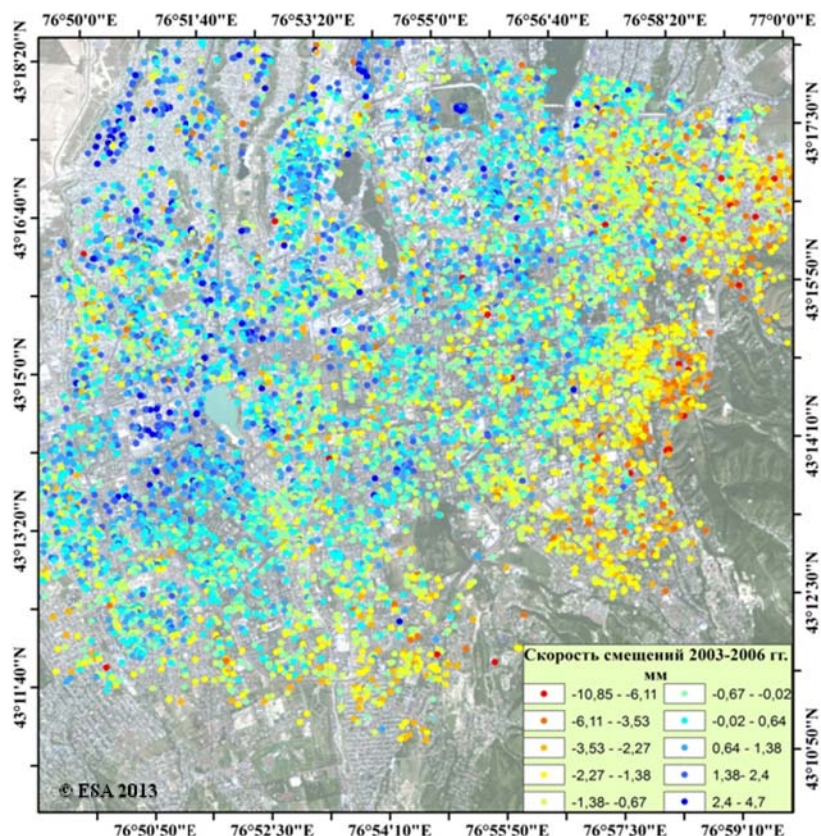 76°50'0"E 76°51'40"E 76°53'20"E 76°55'0"E 76°56'40"E 76°58'20"E 77°0'0"E
43°18'20"N
43°17'30"N
43°16'40"N
43°15'50"N
43°15'0"N
43°14'10"N
43°13'20"N
43°12'30"N
43°11'40"N
43°10'50"N
Скорость смещений 2003-2006 гг.
мм
-10,85 - -6,11 -0,67 - -0,02
-6,11 - -3,53 -0,02 - 0,64
-3,53 - -2,27 0,64 - 1,38
-2,27 - -1,38 1,38 - 2,4
-1,38 - -0,67 2,4 - 4,7
© ESA 2013
76°50'50"E 76°52'30"E 76°54'10"E 76°55'50"E 76°57'30"E 76°59'10"E